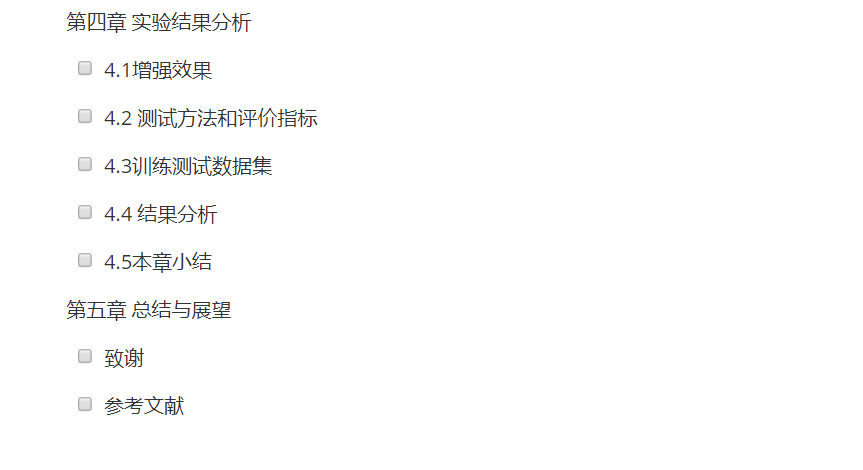 第四章 实验结果分析
4.1增强效果
4.2 测试方法和评价指标
4.3训练测试数据集
4.4 结果分析
4.5本章小结
第五章 总结与展望
致谢
参考文献